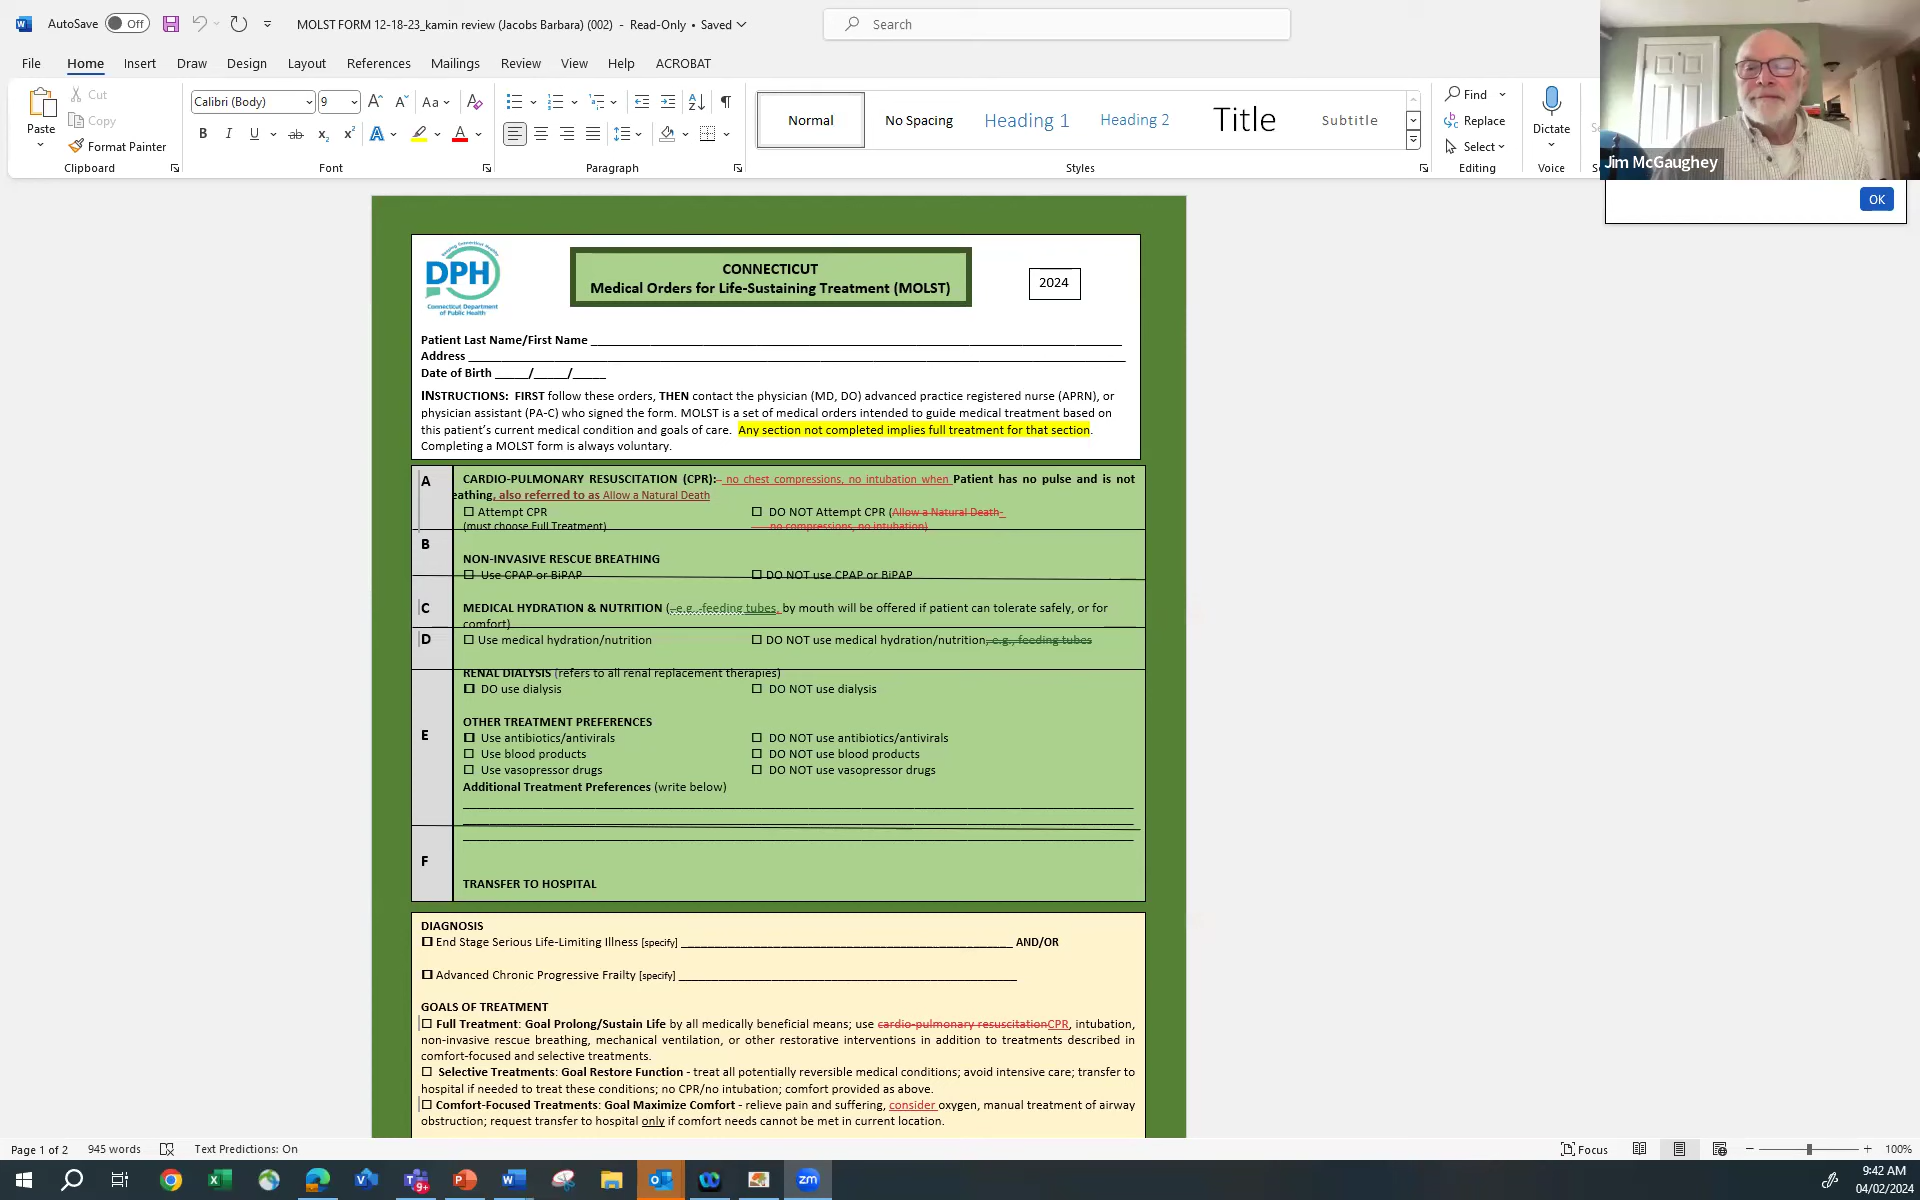 AutoSave Off MOLST FORM 12-18-23_kamin review (Jacobs Barbara) (002) - Read-Only • Saved Search
File Home Insert Draw Design Layout References Mailings Review View Help ACROBAT
Paste Cut Copy Format Painter
Calibri (Body) 9
Normal No Spacing Heading 1 Heading 2 Title Subtitle
Find Replace Select
Dictate
Clipboard Font Paragraph Styles Editing Voice
Jim McGaughey
OK
DPH
Connecticut Department
of Public Health
CONNECTICUT
Medical Orders for Life-Sustaining Treatment (MOLST)
2024
Patient Last Name/First Name
Address
Date of Birth _____/_____/_____
INSTRUCTIONS: FIRST follow these orders, THEN contact the physician (MD, DO) advanced practice registered nurse (APRN), or
physician assistant (PA-C) who signed the form. MOLST is a set of medical orders intended to guide medical treatment based on
this patient's current medical condition and goals of care. Any section not completed implies full treatment for that section.
Completing a MOLST form is always voluntary.
A CARDIO-PULMONARY RESUSCITATION (CPR):- no chest compressions, no intubation when Patient has no pulse and is not
eathing, also referred to as Allow a Natural Death
☐ Attempt CPR ☐ DO NOT Attempt CPR (Allow a Natural Death-
(must choose Full Treatment) no compressions, no intubation)
B
NON-INVASIVE RESCUE BREATHING
☐ Use CPAP or BiPAP ☐ DO NOT use CPAP or BiPAP
C MEDICAL HYDRATION & NUTRITION (-e.g.,-feeding tubes, by mouth will be offered if patient can tolerate safely, or for
comfort)
D ☐ Use medical hydration/nutrition ☐ DO NOT use medical hydration/nutrition, e.g., feeding tubes
RENAL DIALYSIS (refers to all renal replacement therapies)
☐ DO use dialysis ☐ DO NOT use dialysis
OTHER TREATMENT PREFERENCES
E ☐ Use antibiotics/antivirals ☐ DO NOT use antibiotics/antivirals
☐ Use blood products ☐ DO NOT use blood products
☐ Use vasopressor drugs ☐ DO NOT use vasopressor drugs
Additional Treatment Preferences (write below)
F
TRANSFER TO HOSPITAL
DIAGNOSIS
☐ End Stage Serious Life-Limiting Illness [specify] AND/OR
☐ Advanced Chronic Progressive Frailty [specify]
GOALS OF TREATMENT
☐ Full Treatment: Goal Prolong/Sustain Life by all medically beneficial means; use cardio-pulmonary resuscitationCPR, intubation,
non-invasive rescue breathing, mechanical ventilation, or other restorative interventions in addition to treatments described in
comfort-focused and selective treatments.
☐ Selective Treatments: Goal Restore Function - treat all potentially reversible medical conditions; avoid intensive care; transfer to
hospital if needed to treat these conditions; no CPR/no intubation; comfort provided as above.
☐ Comfort-Focused Treatments: Goal Maximize Comfort - relieve pain and suffering, consider oxygen, manual treatment of airway
obstruction; request transfer to hospital only if comfort needs cannot be met in current location.
Page 1 of 2 945 words Text Predictions: On Focus 100%
9:42 AM
04/02/2024